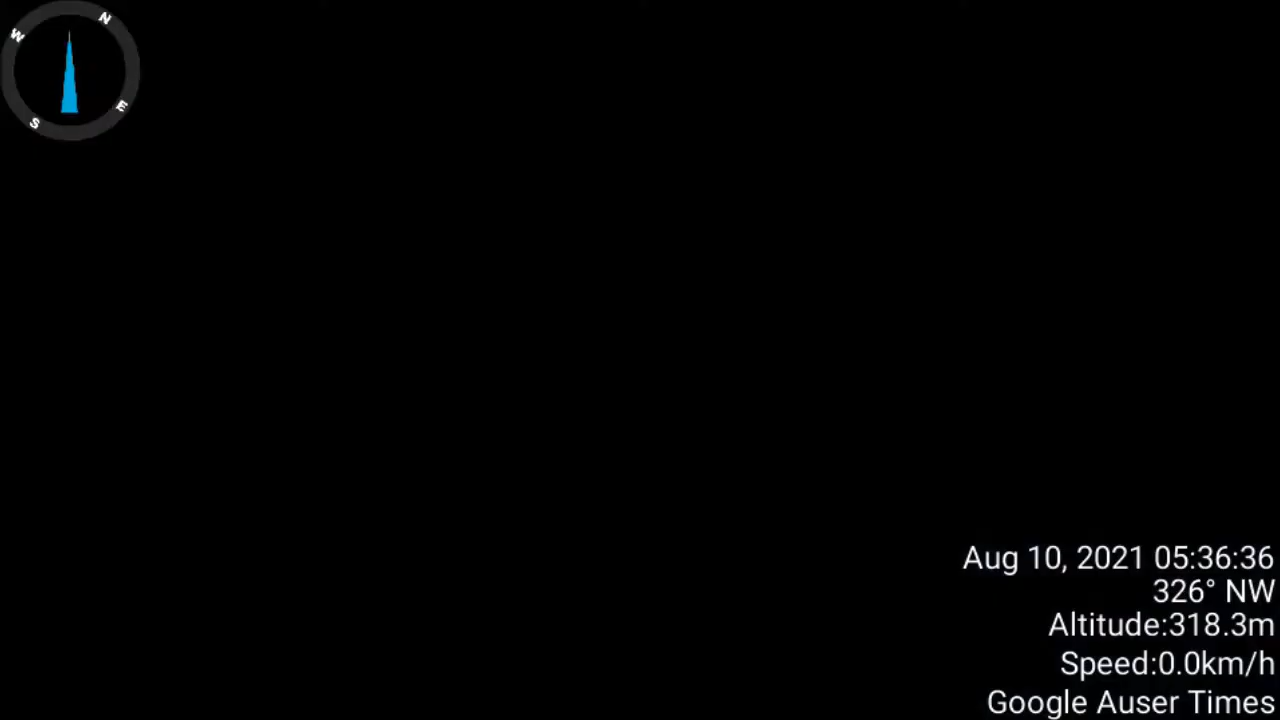 N
W
E
S
Aug 10, 2021 05:36:36
326° NW
Altitude:318.3m
Speed:0.0km/h
Google Auser Times